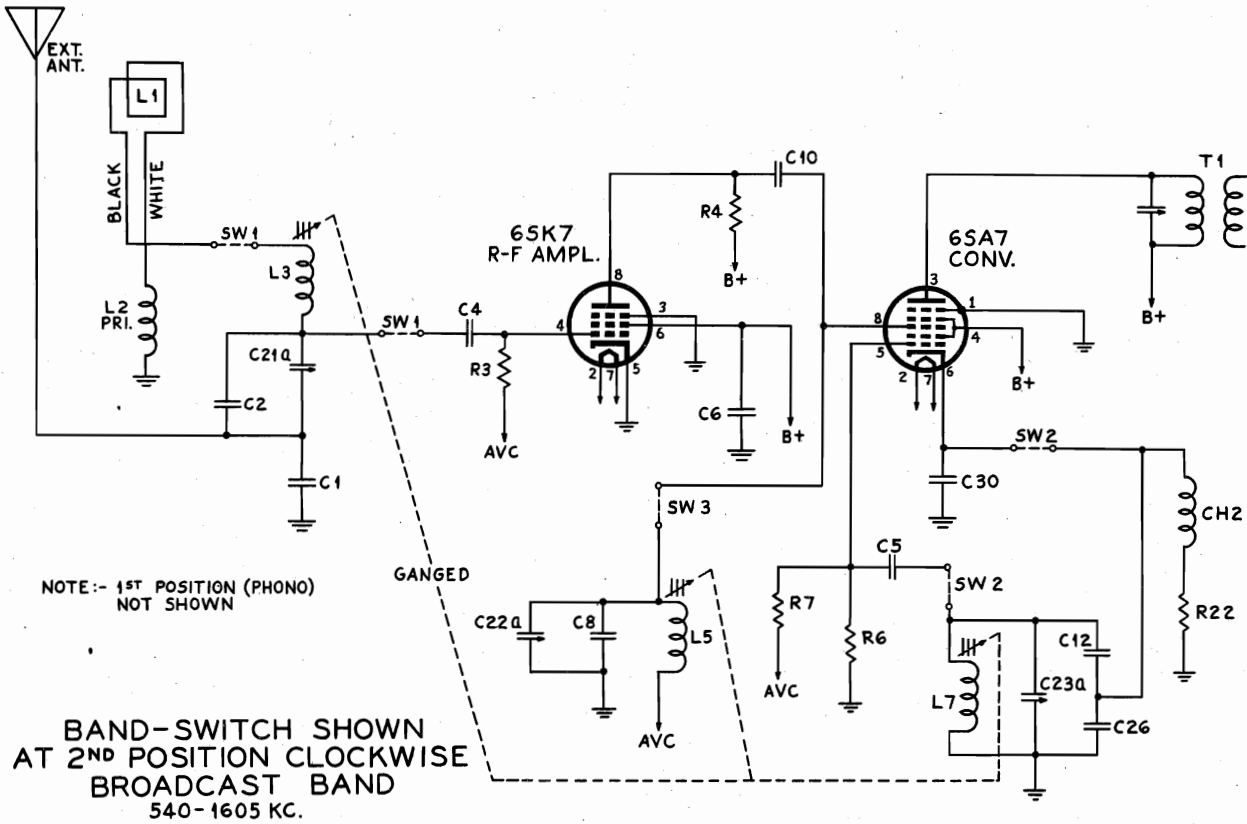 EXT.
ANT.
L1
BLACK
WHITE
SW1
L3
L2
PRI.
C21a
C2
C1
SW1
C4
R3
AVC
6SK7
R-F AMPL.
8
4
3
6
2
7
5
R4
B+
C10
C6
B+
6SA7
CONV.
3
8
5
1
4
2
7
6
B+
T1
B+
SW2
C30
CH2
R22
SW3
GANGED
C22a
C8
L5
AVC
R7
AVC
R6
C5
SW2
L7
C23a
C12
C26
NOTE:- 1ST POSITION (PHONO)
NOT SHOWN
BAND-SWITCH SHOWN
AT 2ND POSITION CLOCKWISE
BROADCAST BAND
540-1605 KC.